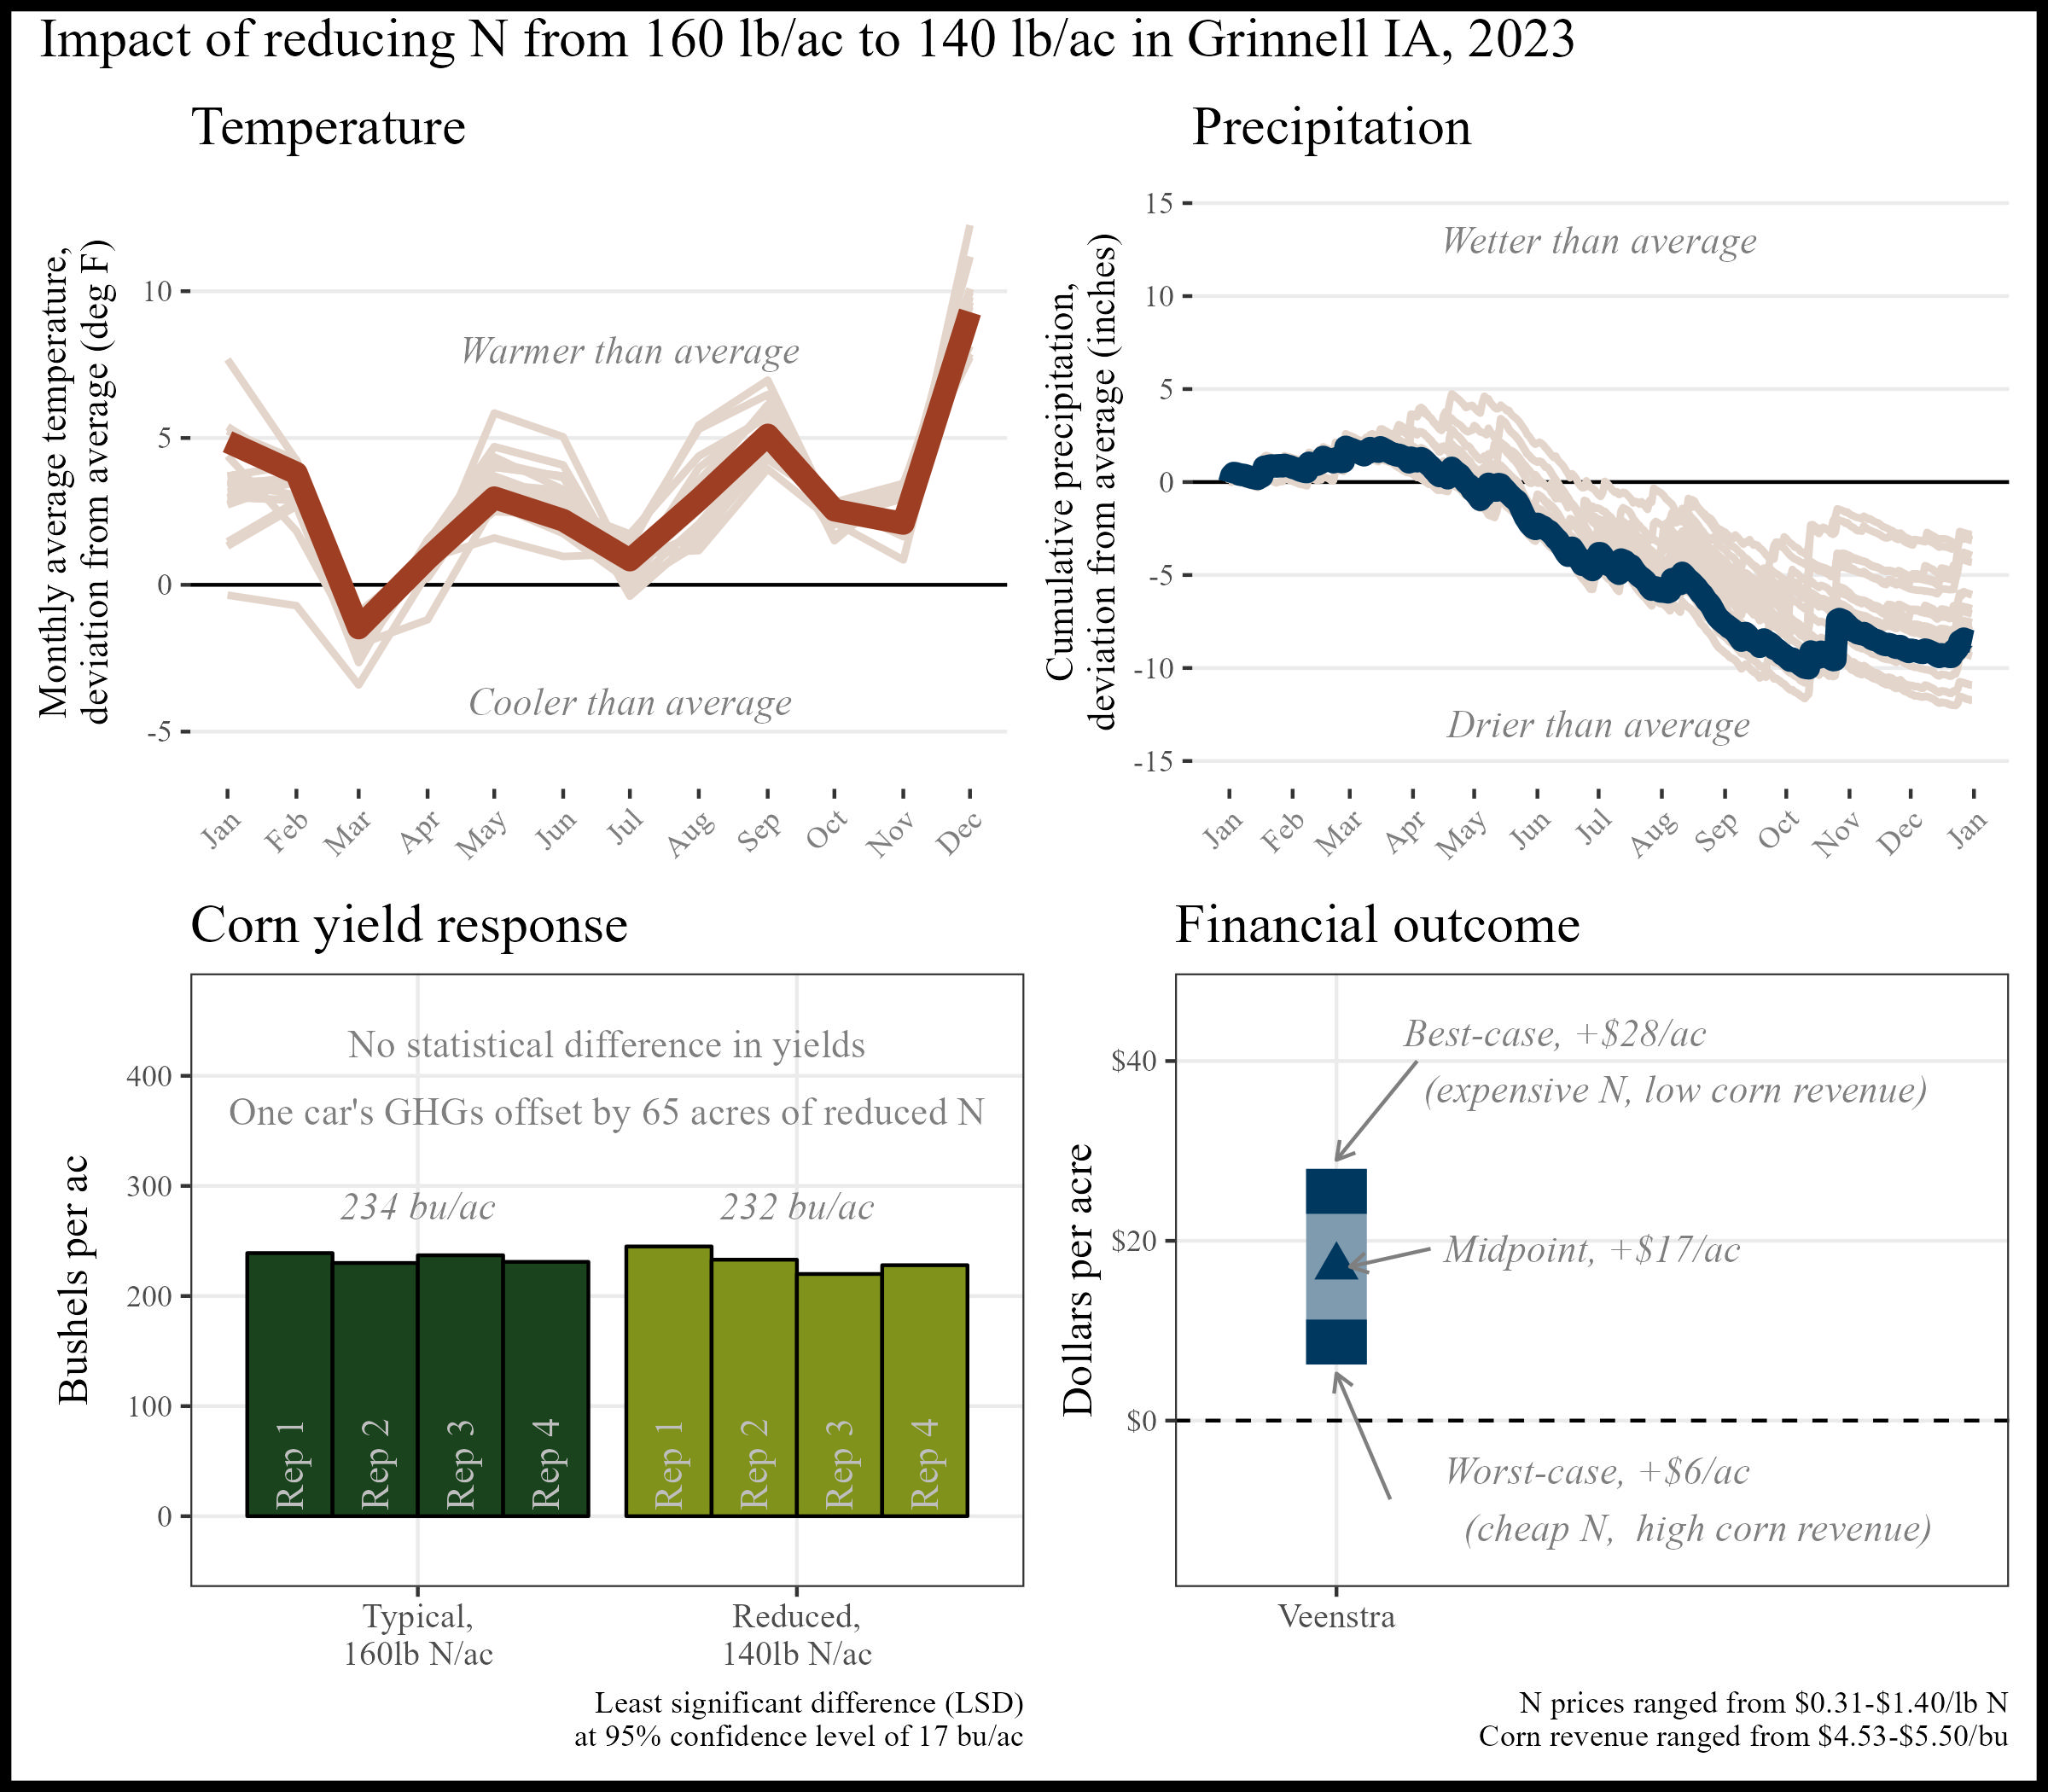 Impact of reducing N from 160 lb/ac to 140 lb/ac in Grinnell IA, 2023
Temperature
Monthly average temperature,
deviation from average (deg F)
10
5
0
-5
Warmer than average
Cooler than average
Jan
Feb
Mar
Apr
May
Jun
Jul
Aug
Sep
Oct
Nov
Dec
Precipitation
Cumulative precipitation,
deviation from average (inches)
15
10
5
0
-5
-10
-15
Wetter than average
Drier than average
Jan
Feb
Mar
Apr
May
Jun
Jul
Aug
Sep
Oct
Nov
Dec
Jan
Corn yield response
Bushels per ac
400
300
200
100
0
No statistical difference in yields
One car's GHGs offset by 65 acres of reduced N
234 bu/ac
232 bu/ac
Rep 1
Rep 2
Rep 3
Rep 4
Rep 1
Rep 2
Rep 3
Rep 4
Typical,
160lb N/ac
Reduced,
140lb N/ac
Least significant difference (LSD)
at 95% confidence level of 17 bu/ac
Financial outcome
Dollars per acre
$40
$20
$0
Best-case, +$28/ac
(expensive N, low corn revenue)
Midpoint, +$17/ac
Worst-case, +$6/ac
(cheap N,  high corn revenue)
Veenstra
N prices ranged from $0.31-$1.40/lb N
Corn revenue ranged from $4.53-$5.50/bu